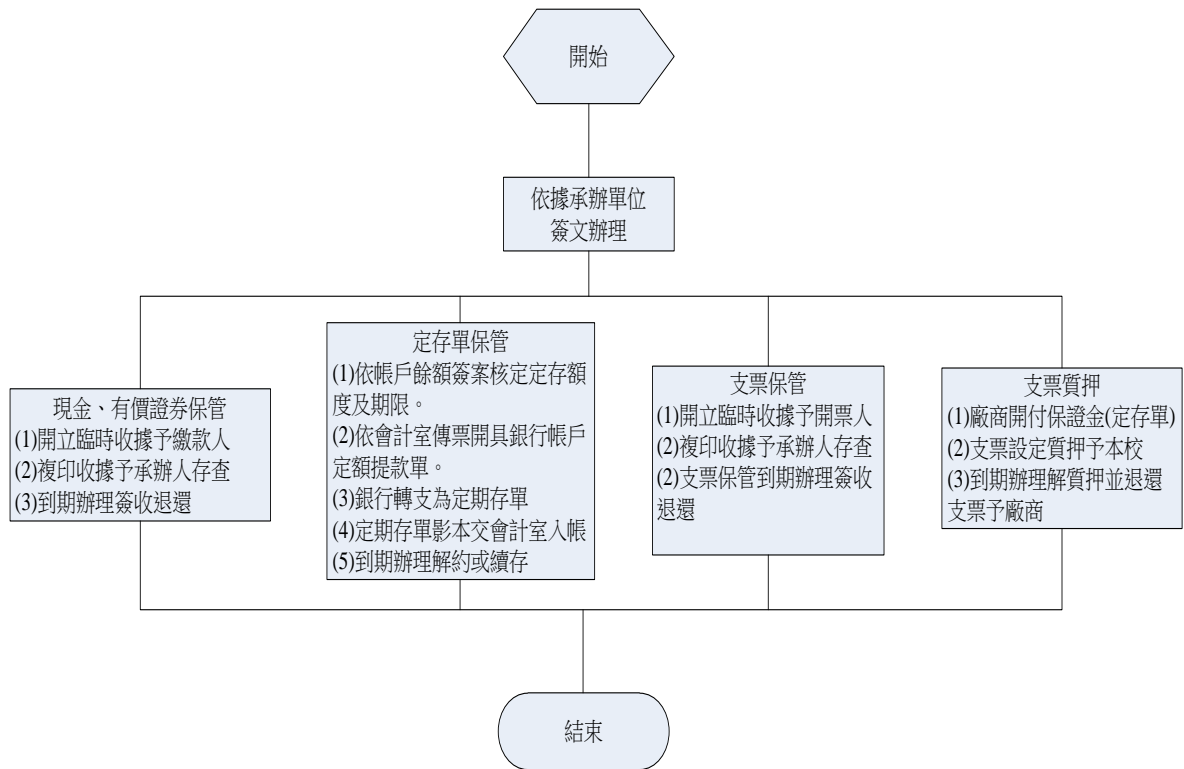 開始
依據承辦單位
簽文辦理
現金、有價證券保管
(1)開立臨時收據予繳款人
(2)複印收據予承辦人存查
(3)到期辦理簽收退還
定存單保管
(1)依帳戶餘額簽案核定定存額
度及期限。
(2)依會計室傳票開具銀行帳戶
定額提款單。
(3)銀行轉支為定期存單
(4)定期存單影本交會計室入帳
(5)到期辦理解約或續存
支票保管
(1)開立臨時收據予開票人
(2)複印收據予承辦人存查
(2)支票保管到期辦理簽收
退還
支票質押
(1)廠商開付保證金(定存單)
(2)支票設定質押予本校
(3)到期辦理解質押並退還
支票予廠商
結束